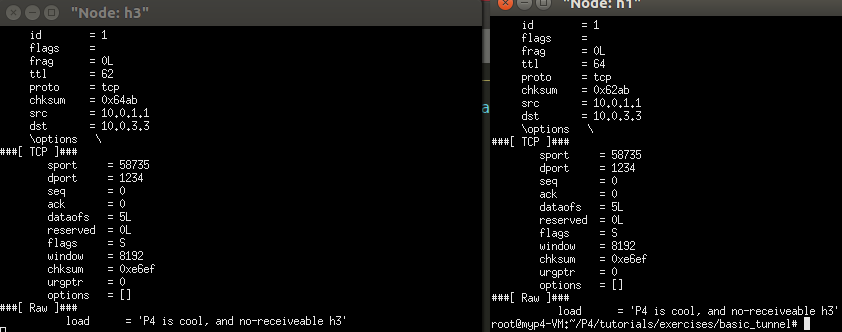 "Node: h3"
id = 1
flags =
frag = 0L
ttl = 62
proto = tcp
chksum = 0x64ab
src = 10.0.1.1
dst = 10.0.3.3
\options \
###[ TCP ]###
sport = 58735
dport = 1234
seq = 0
ack = 0
dataofs = 5L
reserved = 0L
flags = S
window = 8192
chksum = 0xe6ef
urgptr = 0
options = []
###[ Raw ]###
load = 'P4 is cool, and no-receiveable h3'
"Node: h1"
id = 1
flags =
frag = 0L
ttl = 64
proto = tcp
chksum = 0x62ab
src = 10.0.1.1
dst = 10.0.3.3
\options \
###[ TCP ]###
sport = 58735
dport = 1234
seq = 0
ack = 0
dataofs = 5L
reserved = 0L
flags = S
window = 8192
chksum = 0xe6ef
urgptr = 0
options = []
###[ Raw ]###
load = 'P4 is cool, and no-receiveable h3'
root@myp4-VM:~/P4/tutorials/exercises/basic_tunnel#